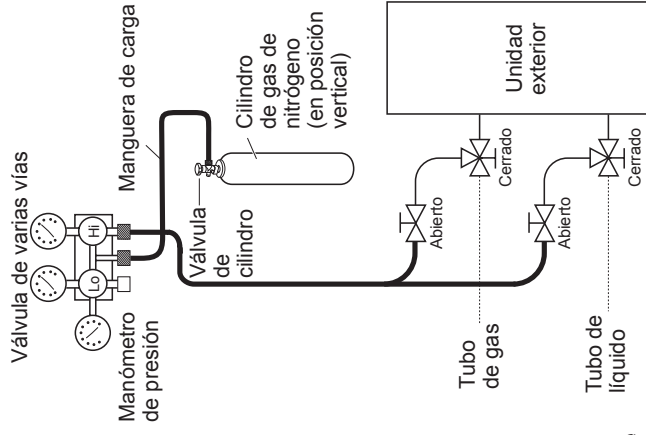 Válvula de varias vías
Lo
Hi
Manómetro
de presión
Manguera de carga
Válvula
de
cilindro
Cilindro
de gas de
nitrógeno
(en posición
vertical)
Abierto
Cerrado
Unidad
exterior
Tubo
de gas
Abierto
Cerrado
Tubo de
líquido